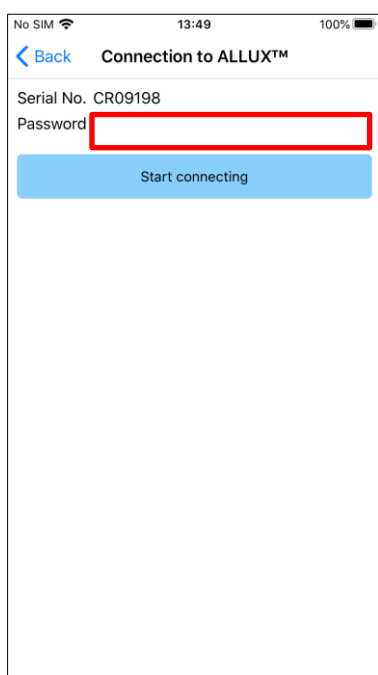 No SIM 13:49 100%
Back Connection to ALLUX™
Serial No. CR09198
Password
Start connecting